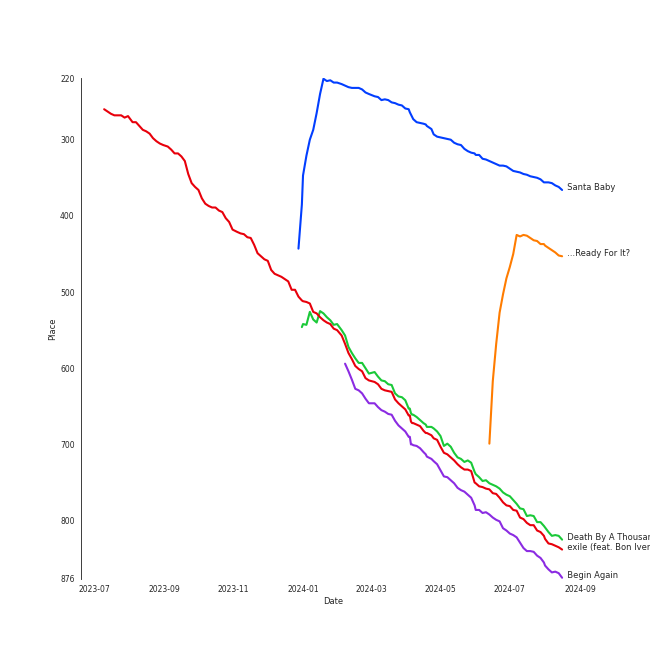 220
300
400
500
600
700
800
876
Place
2023-07
2023-09
2023-11
2024-01
2024-03
2024-05
2024-07
2024-09
Date
Santa Baby
...Ready For It?
Death By A Thousan
exile (feat. Bon Iver
Begin Again